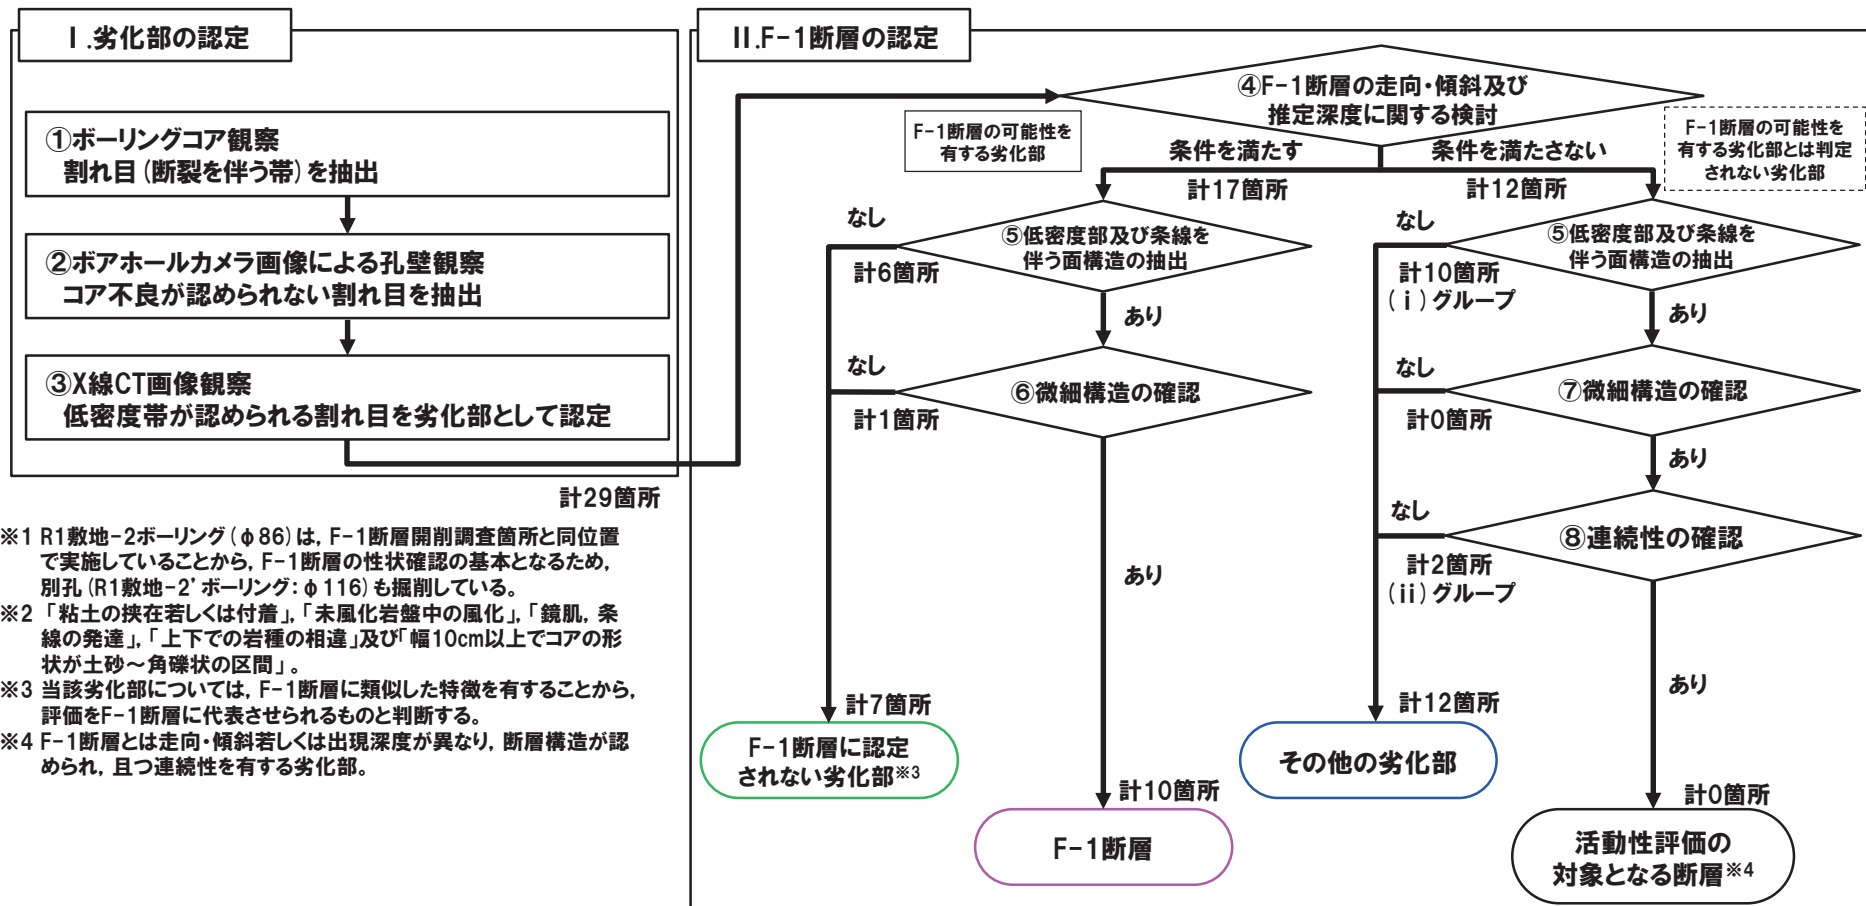 Ⅰ.劣化部の認定
①ボーリングコア観察
割れ目(断裂を伴う帯)を抽出
②ボアホールカメラ画像による孔壁観察
コア不良が認められない割れ目を抽出
③X線CT画像観察
低密度帯が認められる割れ目を劣化部として認定
計29箇所
※1 R1敷地-2ボーリング(φ86)は，F-1断層開削調査箇所と同位置
で実施していることから，F-1断層の性状確認の基本となるため，
別孔(R1敷地-2’ボーリング：φ116)も掘削している。
※2 「粘土の挟在若しくは付着」，「未風化岩盤中の風化」，「鏡肌，条
線の発達」，「上下での岩種の相違」及び「幅10cm以上でコアの形
状が土砂～角礫状の区間」。
※3 当該劣化部については，F-1断層に類似した特徴を有することから，
評価をF-1断層に代表させられるものと判断する。
※4 F-1断層とは走向・傾斜若しくは出現深度が異なり，断層構造が認
められ，且つ連続性を有する劣化部。
II.F-1断層の認定
④F-1断層の走向・傾斜及び
推定深度に関する検討
F-1断層の可能性を
有する劣化部
F-1断層の可能性を
有する劣化部とは判定
されない劣化部
条件を満たす
条件を満たさない
計17箇所
計12箇所
なし
⑤低密度部及び条線を
伴う面構造の抽出
計6箇所
あり
なし
⑥微細構造の確認
計1箇所
あり
計7箇所
F-1断層に認定
されない劣化部※3
計10箇所
F-1断層
なし
⑤低密度部及び条線を
伴う面構造の抽出
計10箇所
(ⅰ)グループ
あり
なし
⑦微細構造の確認
計0箇所
あり
なし
⑧連続性の確認
計2箇所
(ii)グループ
あり
計12箇所
その他の劣化部
計0箇所
活動性評価の
対象となる断層※4